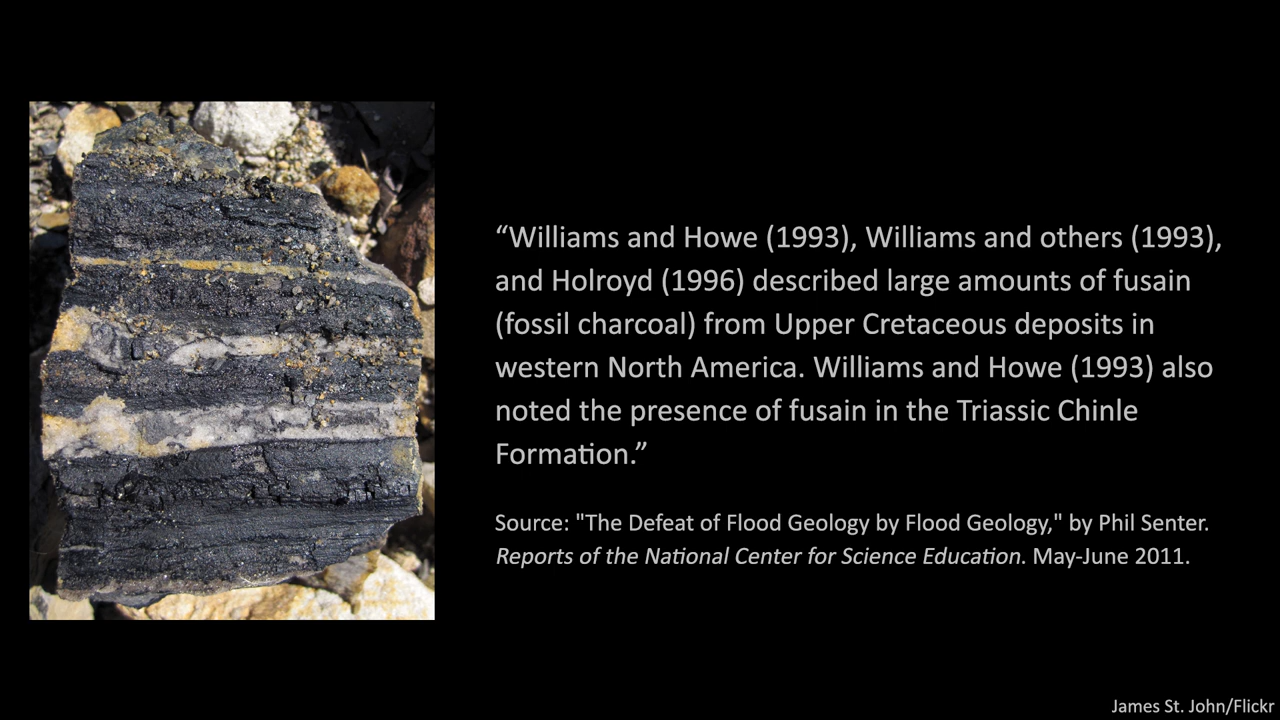 “Williams and Howe (1993), Williams and others (1993),
and Holroyd (1996) described large amounts of fusain
(fossil charcoal) from Upper Cretaceous deposits in
western North America. Williams and Howe (1993) also
noted the presence of fusain in the Triassic Chinle
Formation.”
Source: "The Defeat of Flood Geology by Flood Geology," by Phil Senter.
Reports of the National Center for Science Education. May-June 2011.
James St. John/Flickr